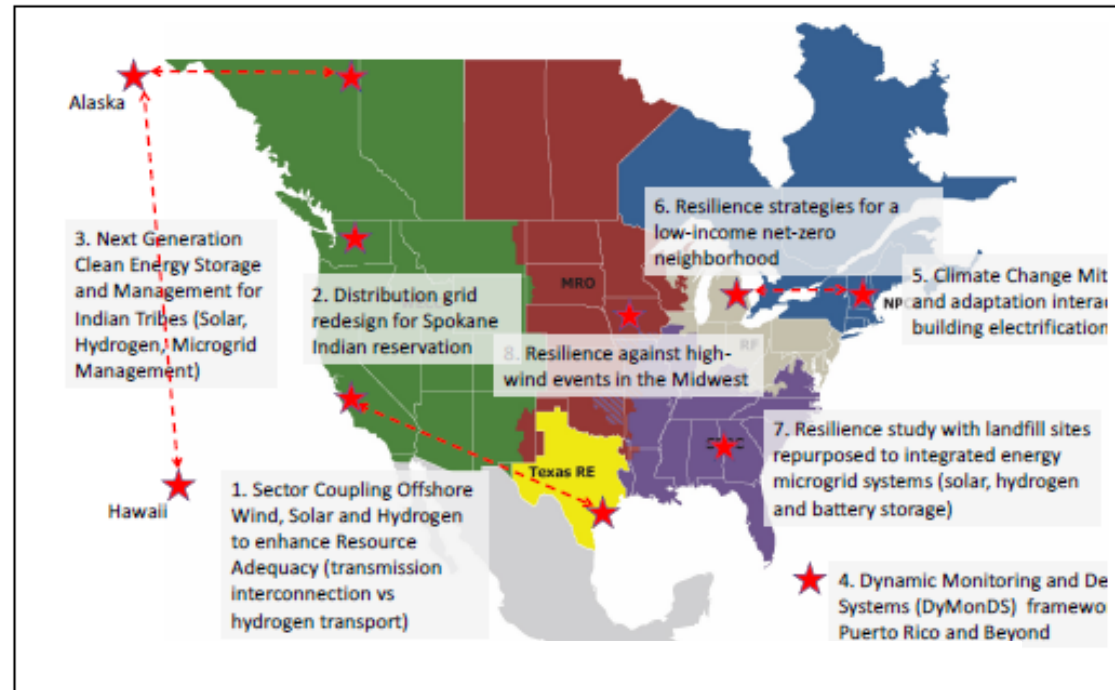 Alaska
3. Next Generation
Clean Energy Storage
and Management for
Indian Tribes (Solar,
Hydrogen, Microgrid
Management)
Hawaii
2. Distribution grid
redesign for Spokane
Indian reservation
1. Sector Coupling Offshore
Wind, Solar and Hydrogen
to enhance Resource
Adequacy (transmission
interconnection vs
hydrogen transport)
MRO
8. Resilience against high-
wind events in the Midwest
Texas RE
6. Resilience strategies for a
low-income net-zero
neighborhood
RF
5. Climate Change Mit
and adaptation interac
building electrification
7. Resilience study with landfill sites
repurposed to integrated energy
microgrid systems (solar, hydrogen
and battery storage)
4. Dynamic Monitoring and De
Systems (DyMonDS) framewo
Puerto Rico and Beyond